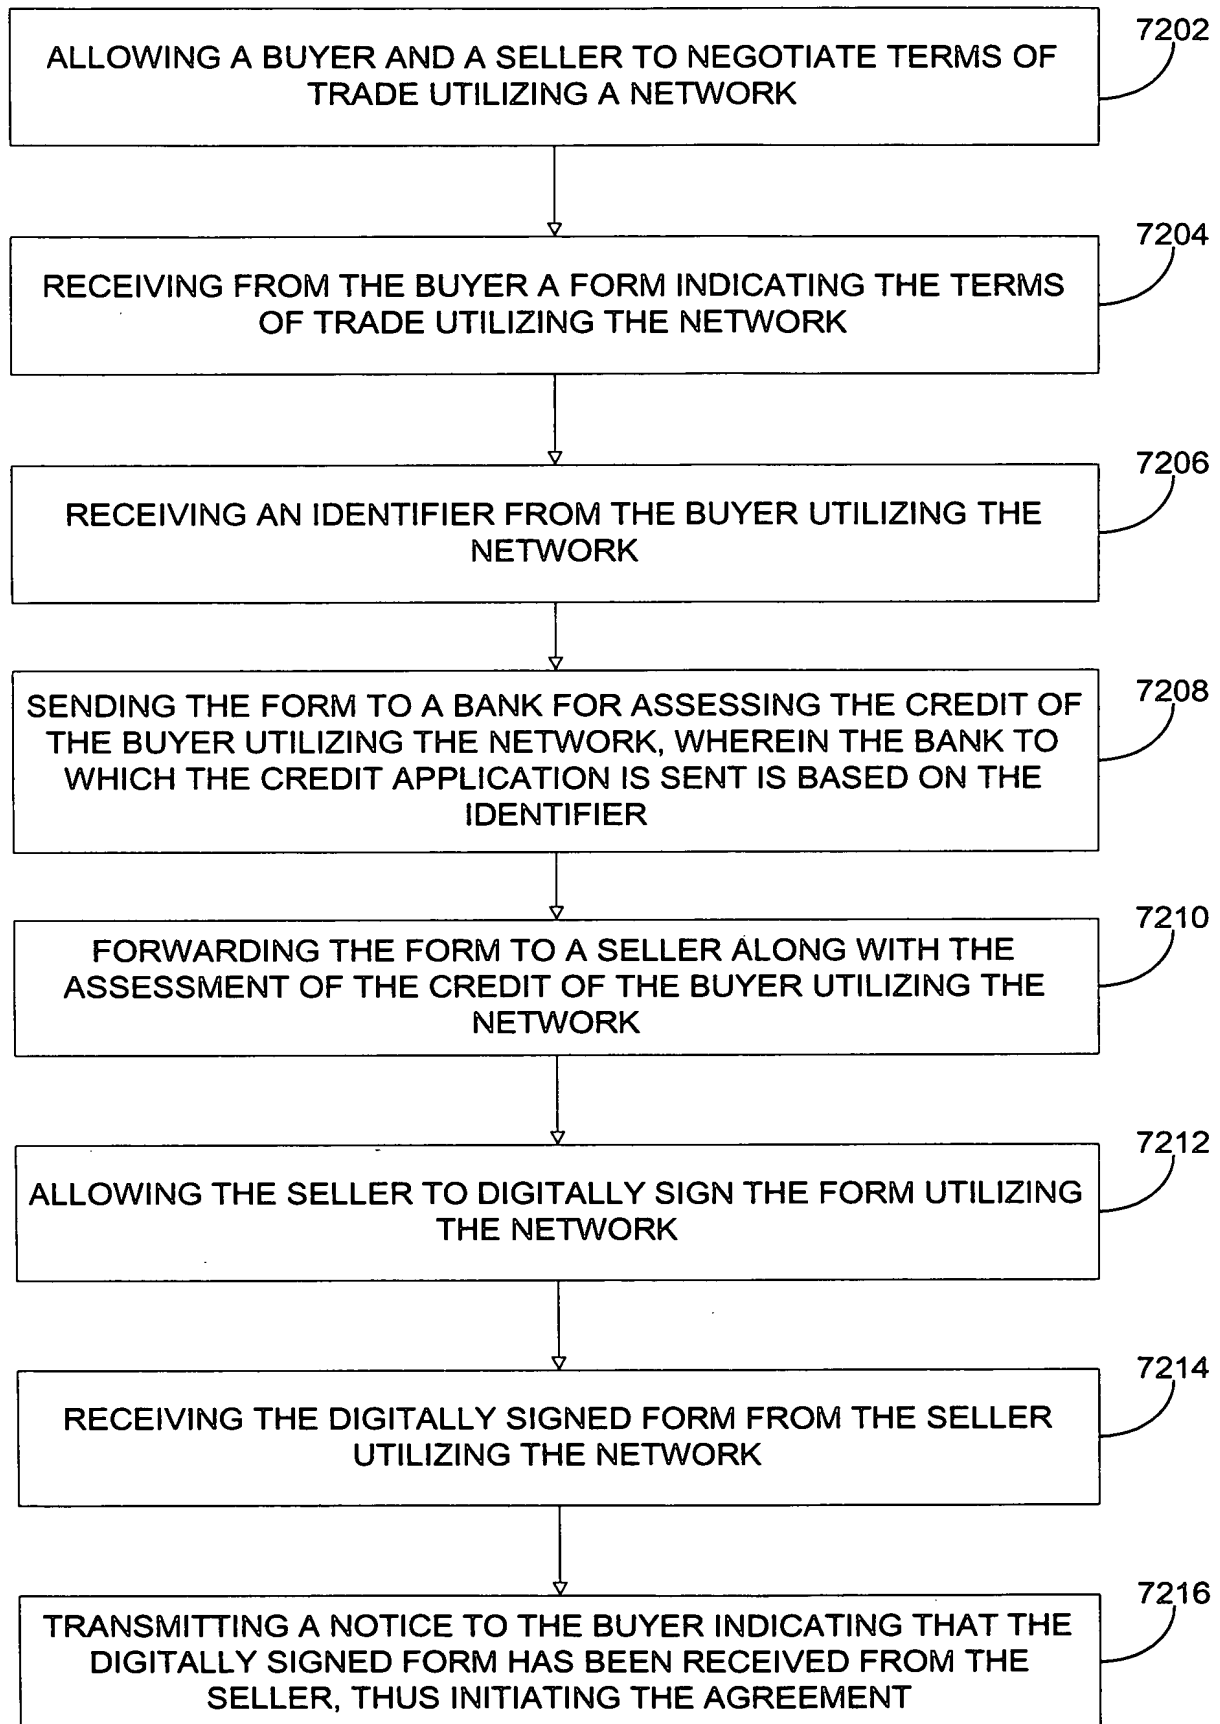 7202
ALLOWING A BUYER AND A SELLER TO NEGOTIATE TERMS OF
TRADE UTILIZING A NETWORK
7204
RECEIVING FROM THE BUYER A FORM INDICATING THE TERMS
OF TRADE UTILIZING THE NETWORK
7206
RECEIVING AN IDENTIFIER FROM THE BUYER UTILIZING THE
NETWORK
7208
SENDING THE FORM TO A BANK FOR ASSESSING THE CREDIT OF
THE BUYER UTILIZING THE NETWORK, WHEREIN THE BANK TO
WHICH THE CREDIT APPLICATION IS SENT IS BASED ON THE
IDENTIFIER
7210
FORWARDING THE FORM TO A SELLER ALONG WITH THE
ASSESSMENT OF THE CREDIT OF THE BUYER UTILIZING THE
NETWORK
7212
ALLOWING THE SELLER TO DIGITALLY SIGN THE FORM UTILIZING
THE NETWORK
7214
RECEIVING THE DIGITALLY SIGNED FORM FROM THE SELLER
UTILIZING THE NETWORK
7216
TRANSMITTING A NOTICE TO THE BUYER INDICATING THAT THE
DIGITALLY SIGNED FORM HAS BEEN RECEIVED FROM THE
SELLER, THUS INITIATING THE AGREEMENT